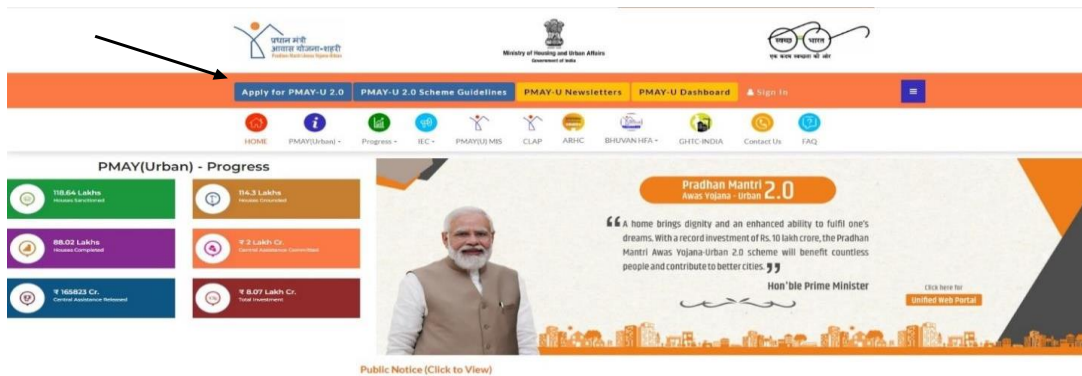 प्रधान मंत्री
आवास योजना-शहरी
Pradhan Mantri Awas Yojana-Urban
Ministry of Housing and Urban Affairs
Government of India
स्वच्छ भारत
एक कदम स्वच्छता की ओर
Apply for PMAY-U 2.0 PMAY-U 2.0 Scheme Guidelines PMAY-U Newsletters PMAY-U Dashboard Sign In
HOME PMAY(Urban) Progress IEC PMAY(U) MIS CLAP ARHC BHUVAN HFA GHTC-INDIA Contact Us FAQ
PMAY(Urban) - Progress
118.64 Lakhs
Houses Sanctioned
114.3 Lakhs
Houses Grounded
88.02 Lakhs
Houses Completed
₹ 2 Lakh Cr.
Central Assistance Committed
₹ 165823 Cr.
Central Assistance Released
₹ 8.07 Lakh Cr.
Total Investment
Pradhan Mantri
Awas Yojana - Urban 2.0
“A home brings dignity and an enhanced ability to fulfil one's
dreams. With a record investment of Rs. 10 lakh crore, the Pradhan
Mantri Awas Yojana-Urban 2.0 scheme will benefit countless
people and contribute to better cities.”
Hon'ble Prime Minister
Click here for
Unified Web Portal
Public Notice (Click to View)